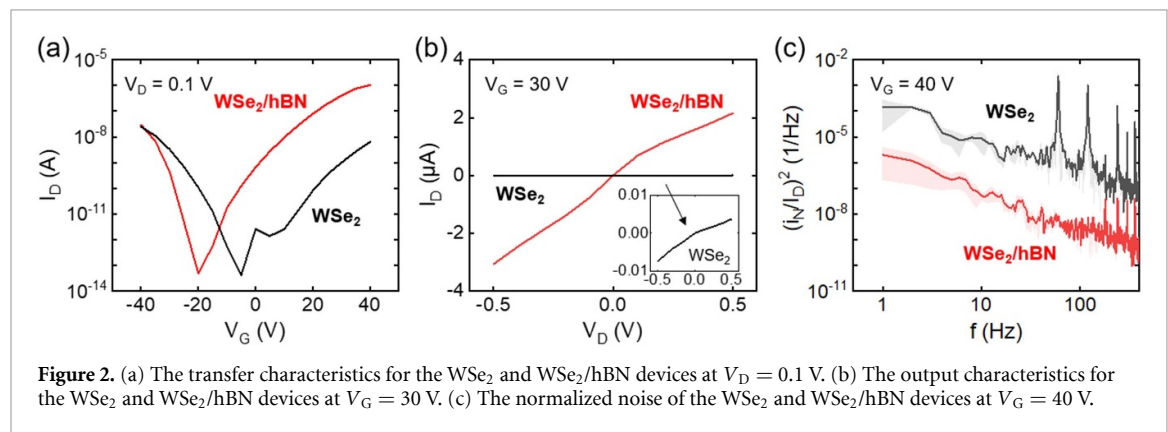 (a)
10⁻⁵
10⁻⁸
10⁻¹¹
10⁻¹⁴
I_D (A)
V_D = 0.1 V
WSe₂/hBN
WSe₂
-40 -20 0 20 40
V_G (V)
(b)
4
2
0
-2
-4
I_D (µA)
V_G = 30 V
WSe₂/hBN
WSe₂
0.01
0.00
-0.01
WSe₂
-0.5 0.0 0.5
-0.5 0.0 0.5
V_D (V)
(c)
10⁻²
10⁻⁵
10⁻⁸
10⁻¹¹
(i_N/I_D)² (1/Hz)
V_G = 40 V
WSe₂
WSe₂/hBN
1 10 100
f (Hz)
Figure 2. (a) The transfer characteristics for the WSe₂ and WSe₂/hBN devices at V_D = 0.1 V. (b) The output characteristics for
the WSe₂ and WSe₂/hBN devices at V_G = 30 V. (c) The normalized noise of the WSe₂ and WSe₂/hBN devices at V_G = 40 V.